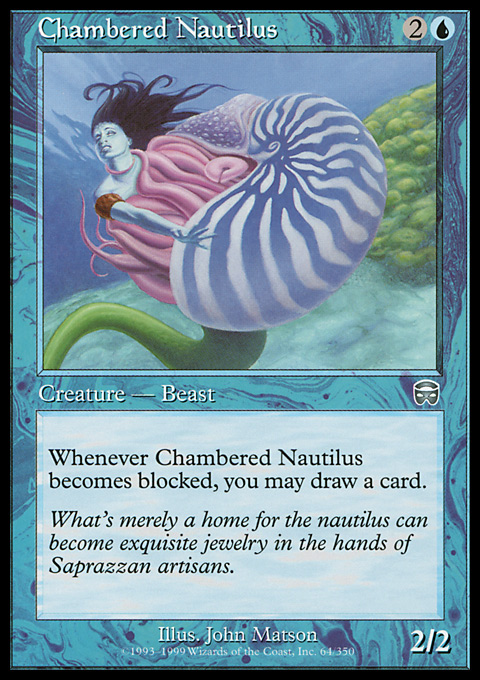 Chambered Nautilus 2
Creature — Beast
Whenever Chambered Nautilus
becomes blocked, you may draw a card.
What's merely a home for the nautilus can
become exquisite jewelry in the hands of
Saprazzan artisans.
Illus. John Matson
©1993-1999 Wizards of the Coast, Inc. 64/350
2/2